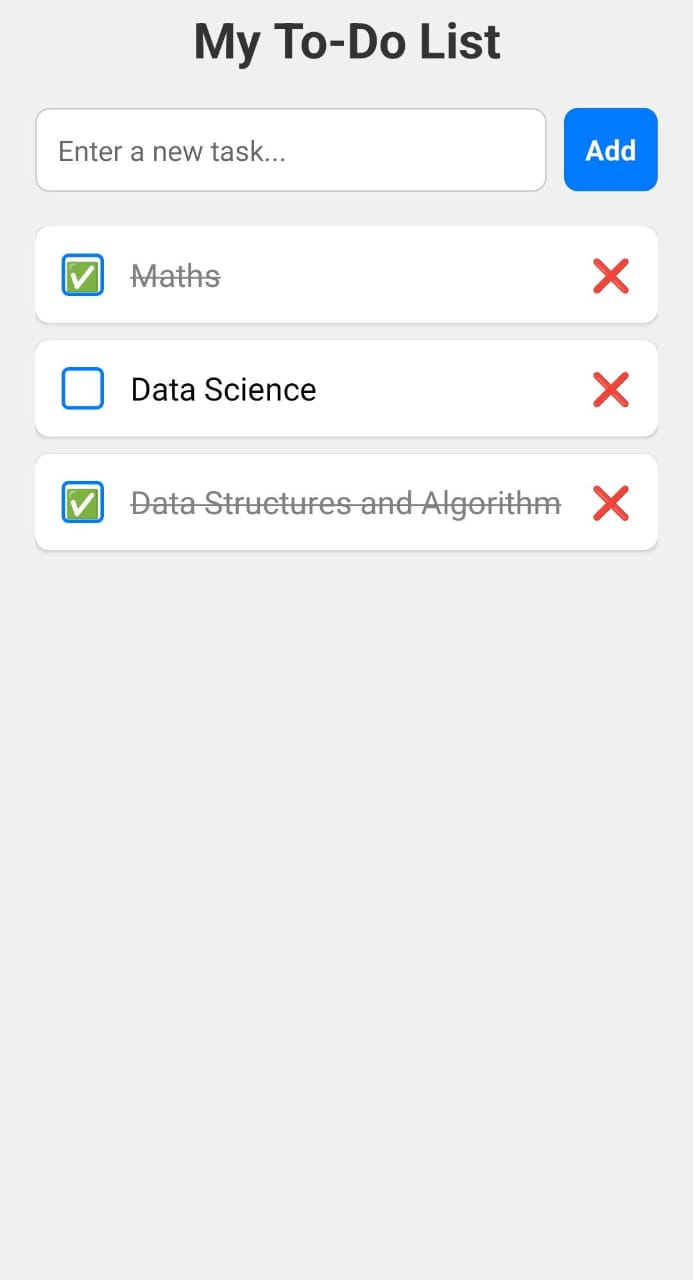 My To-Do List
Enter a new task...
Add
Maths
Data Science
Data Structures and Algorithm